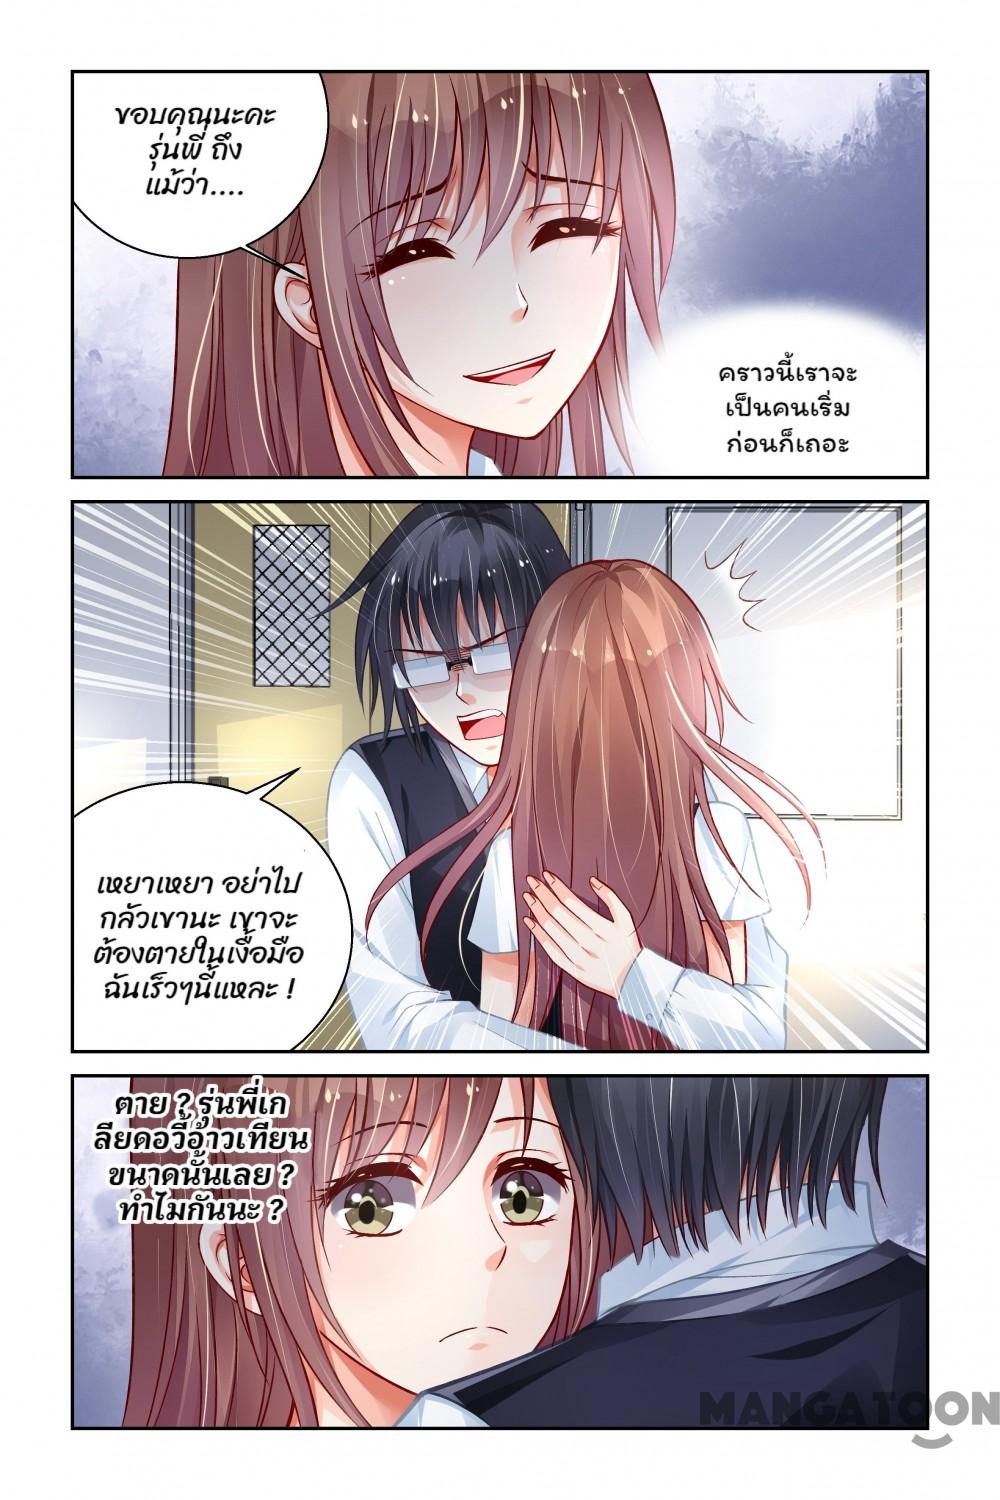 ขอบคุณนะคะ
รุ่นพี่ ถึง
แม้ว่า....
คราวนี้เราจะ
เป็นคนเริ่ม
ก่อนก็เถอะ
เหยาเหยา อย่าไป
กลัวเขานะ เขาจะ
ต้องตายในเงื้อมือ
ฉันเร็วๆนี้แหละ !
ตาย ? รุ่นพี่เก
ลียดอวี้อ้าวเทียน
ขนาดนั้นเลย ?
ทำไมกันนะ ?
MANGATOON